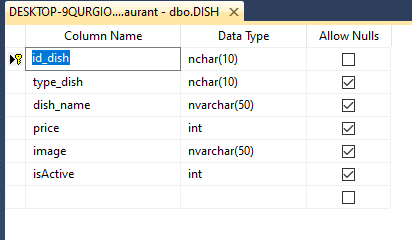 DESKTOP-9QURGIO....aurant - dbo.DISH
Column Name Data Type Allow Nulls
id_dish nchar(10)
type_dish nchar(10)
dish_name nvarchar(50)
price int
image nvarchar(50)
isActive int